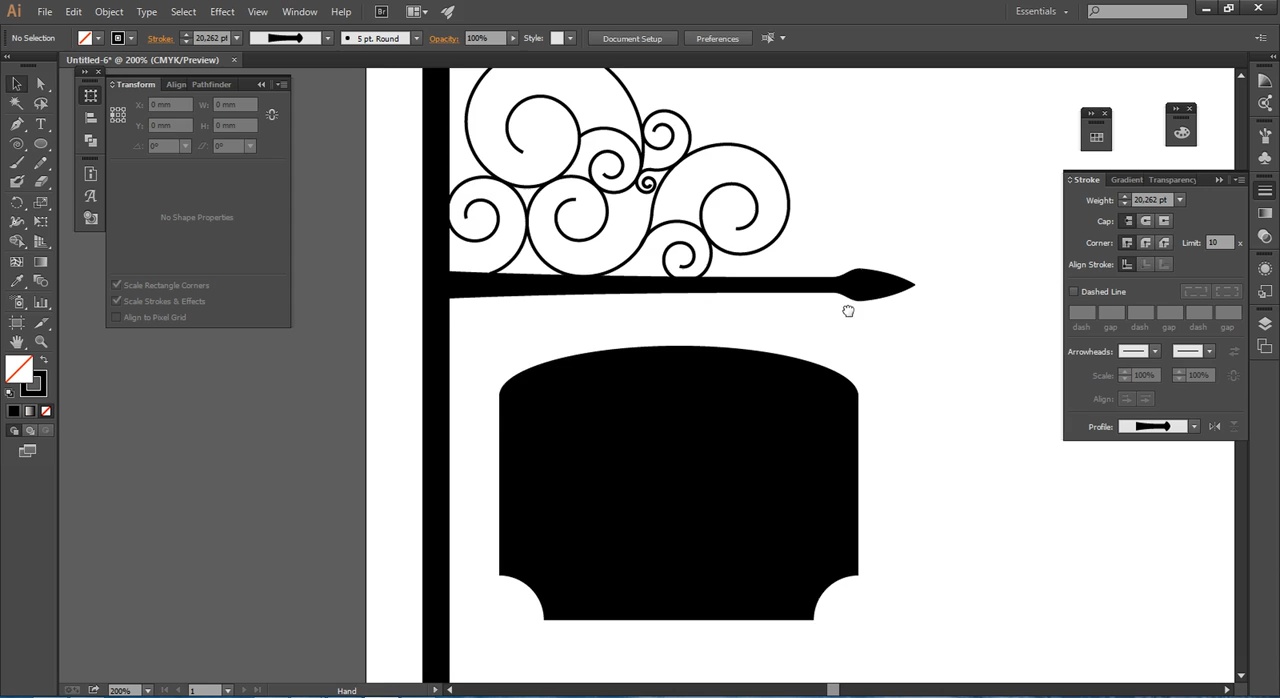 Ai File Edit Object Type Select Effect View Window Help Br Essentials
No Selection Stroke: 20,262 pt 5 pt. Round Opacity: 100% Style: Document Setup Preferences
Untitled-6* @ 200% (CMYK/Preview) ×
Transform Align Pathfinder
X: 0 mm W: 0 mm
Y: 0 mm H: 0 mm
0° 0°
No Shape Properties
Scale Rectangle Corners
Scale Strokes & Effects
Align to Pixel Grid
Stroke Gradient Transparency
Weight: 20,262 pt
Cap:
Corner: Limit: 10 x
Align Stroke:
Dashed Line
dash gap dash gap dash gap
Arrowheads:
Scale: 100% 100%
Align:
Profile:
200% 1 Hand